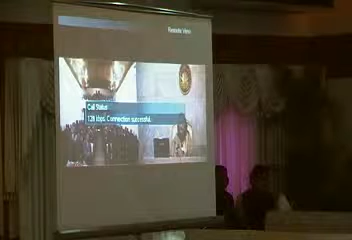 Remote Video
Call Status
128 kbps. Connection successful.